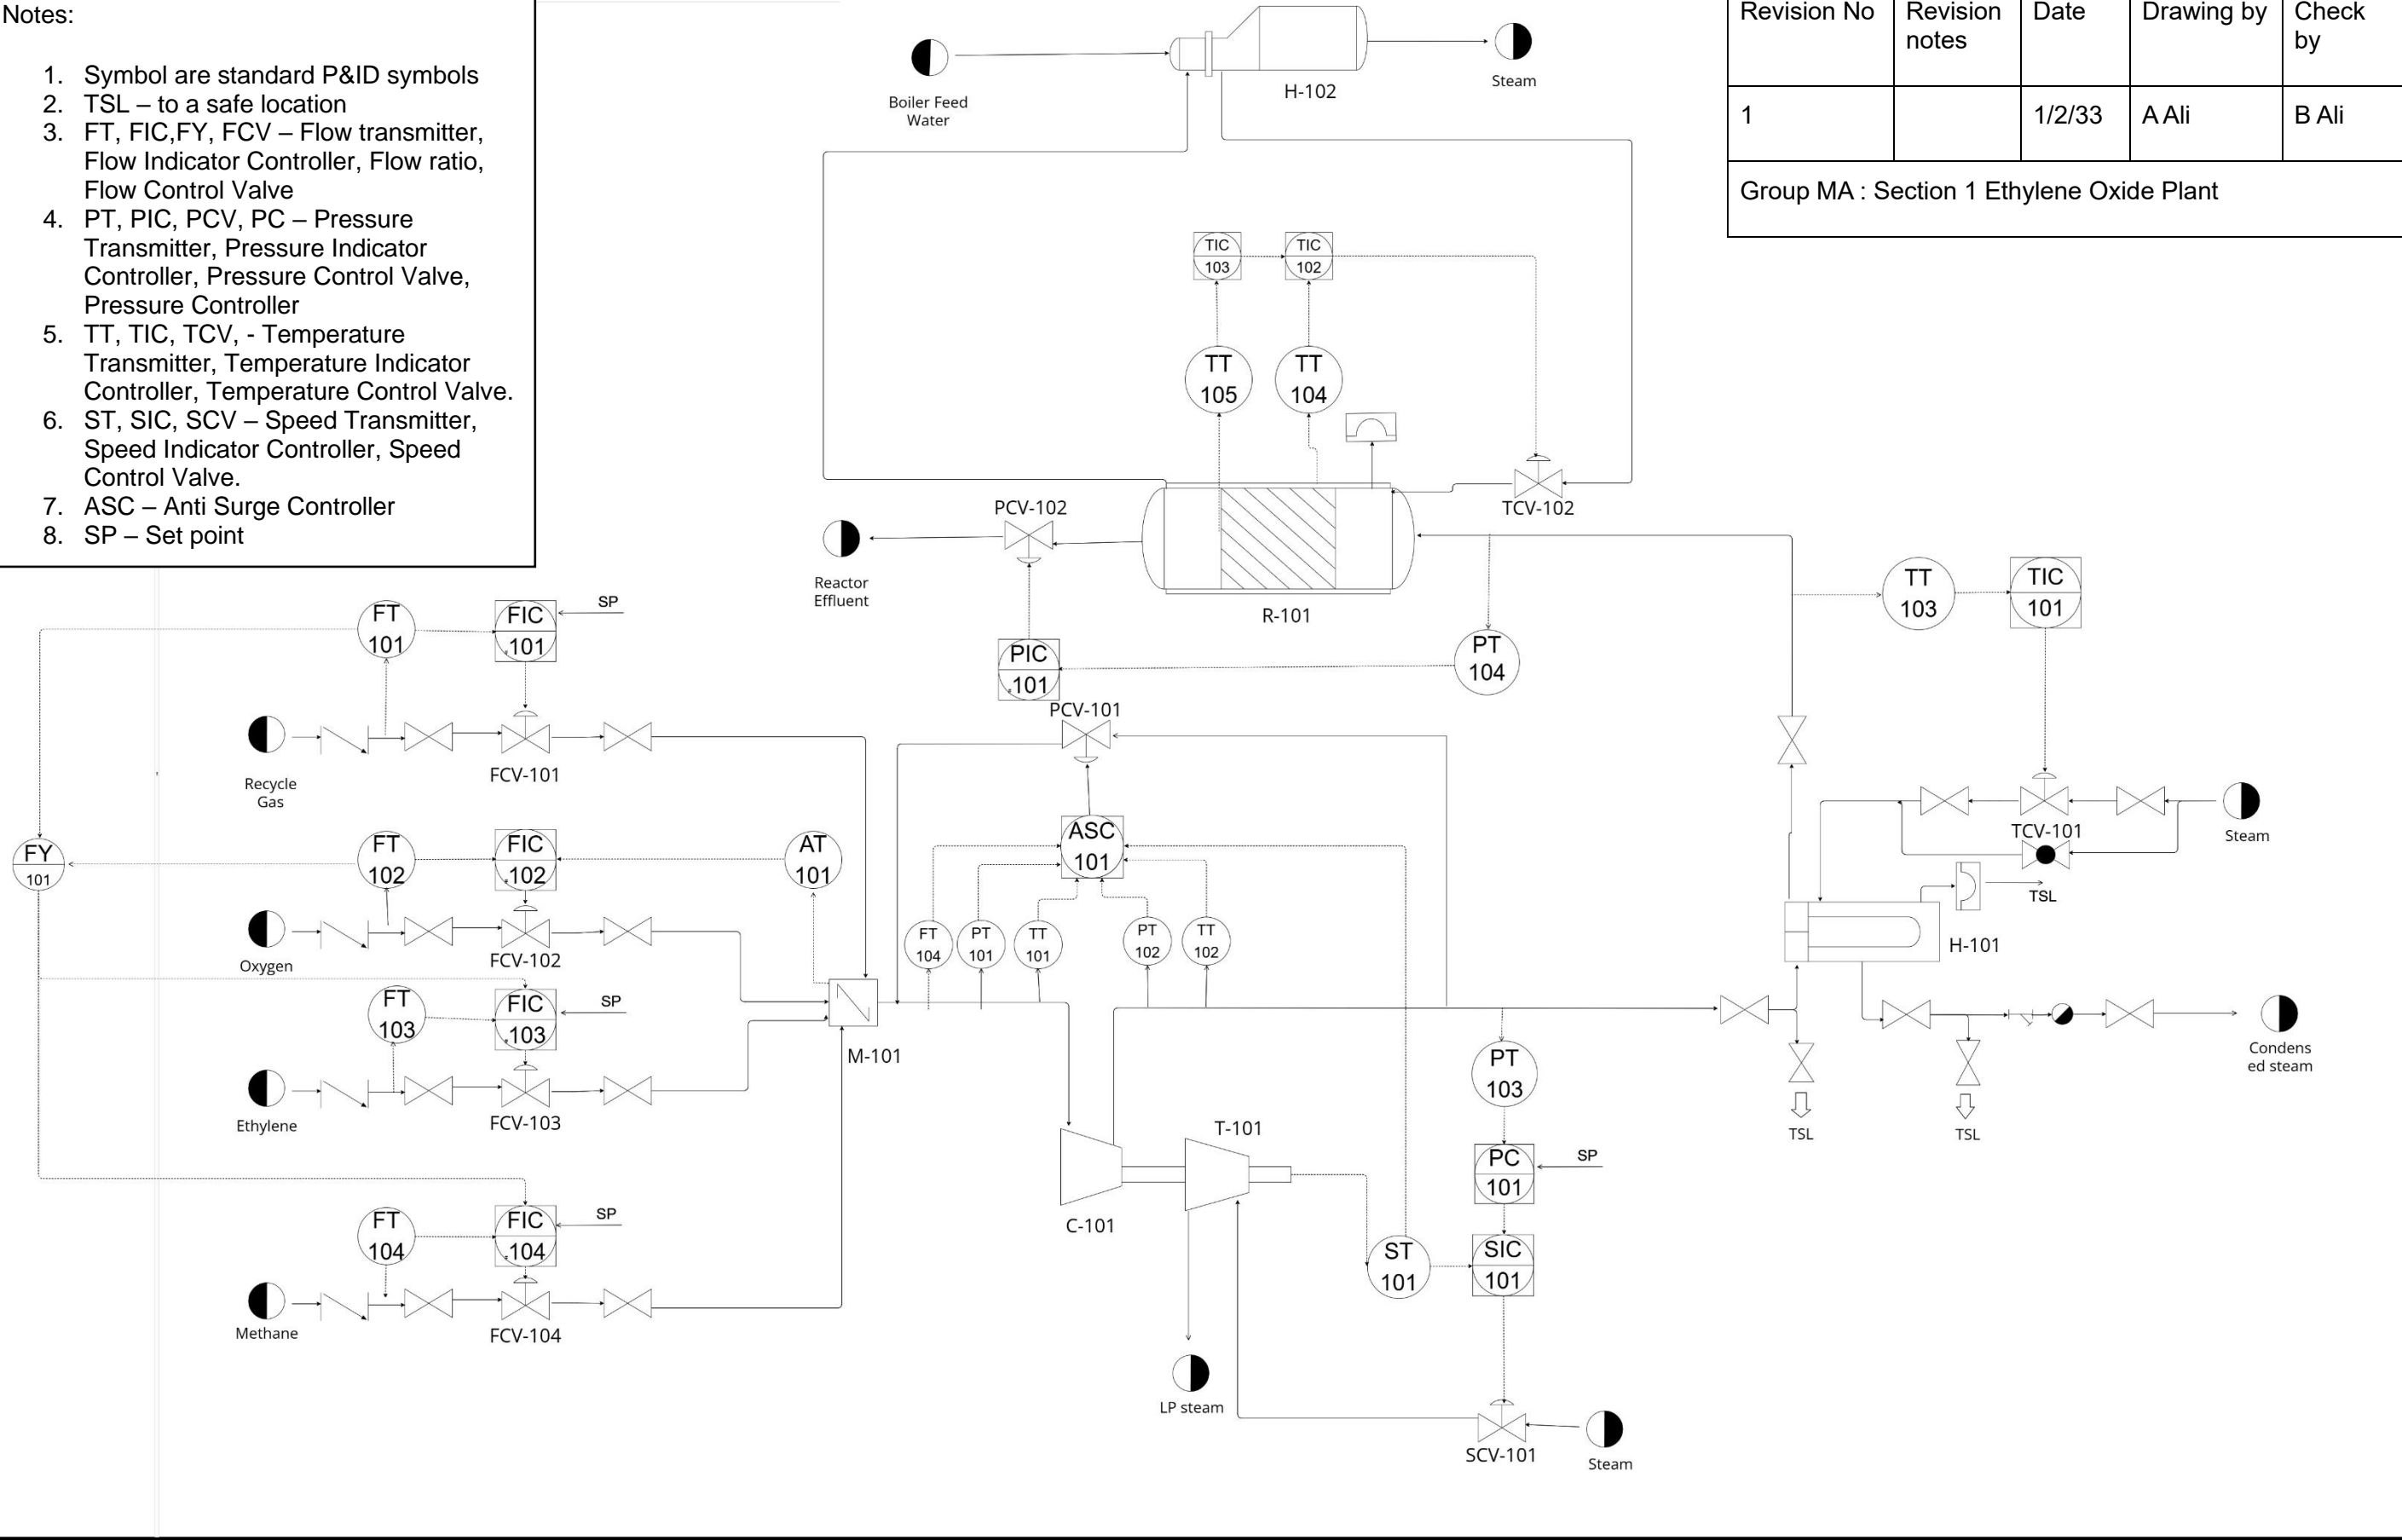 Notes:
1. Symbol are standard P&ID symbols
2. TSL – to a safe location
3. FT, FIC,FY, FCV – Flow transmitter,
Flow Indicator Controller, Flow ratio,
Flow Control Valve
4. PT, PIC, PCV, PC – Pressure
Transmitter, Pressure Indicator
Controller, Pressure Control Valve,
Pressure Controller
5. TT, TIC, TCV, - Temperature
Transmitter, Temperature Indicator
Controller, Temperature Control Valve.
6. ST, SIC, SCV – Speed Transmitter,
Speed Indicator Controller, Speed
Control Valve.
7. ASC – Anti Surge Controller
8. SP – Set point
Revision No
Revision
notes
Date
Drawing by
Check
by
1
1/2/33
A Ali
B Ali
Group MA : Section 1 Ethylene Oxide Plant
Boiler Feed
Water
H-102
Steam
TIC
103
TIC
102
TT
105
TT
104
PCV-102
TCV-102
Reactor
Effluent
R-101
PIC
101
PT
104
TT
103
TIC
101
FT
101
FIC
101
SP
Recycle
Gas
FCV-101
PCV-101
FY
101
FT
102
FIC
102
AT
101
Oxygen
FCV-102
ASC
101
FT
104
PT
101
TT
101
PT
102
TT
102
TCV-101
Steam
TSL
H-101
FT
103
FIC
103
SP
Ethylene
FCV-103
M-101
PT
103
TSL
TSL
Condens
ed steam
C-101
T-101
PC
101
SP
ST
101
SIC
101
FT
104
FIC
104
SP
Methane
FCV-104
LP steam
SCV-101
Steam